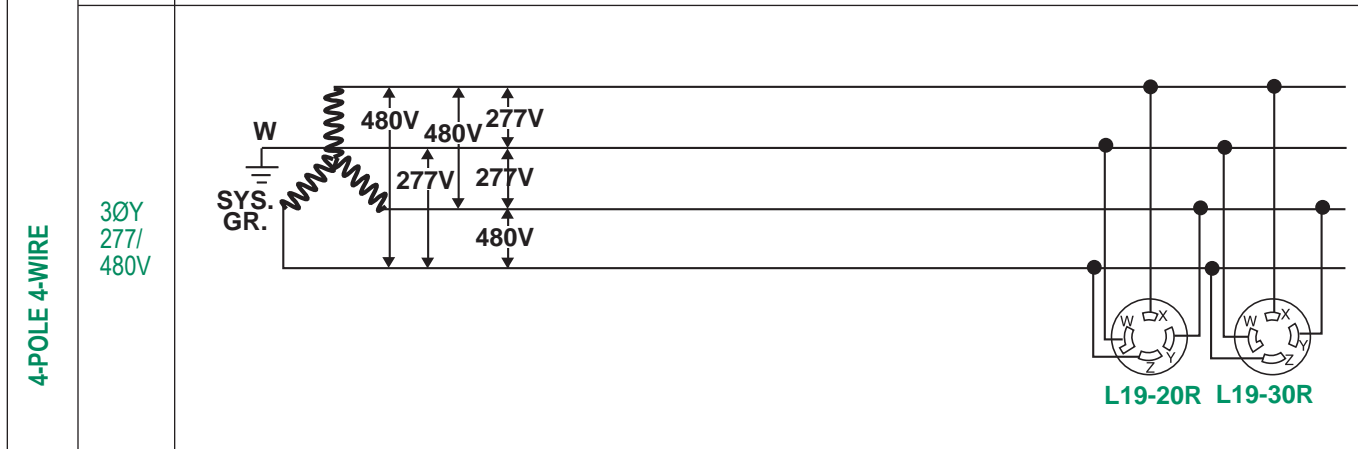 4-POLE 4-WIRE
3ØY
277/
480V
W
SYS.
GR.
480V
480V
277V
277V
277V
480V
W
X
Y
Z
L19-20R
W
X
Y
Z
L19-30R